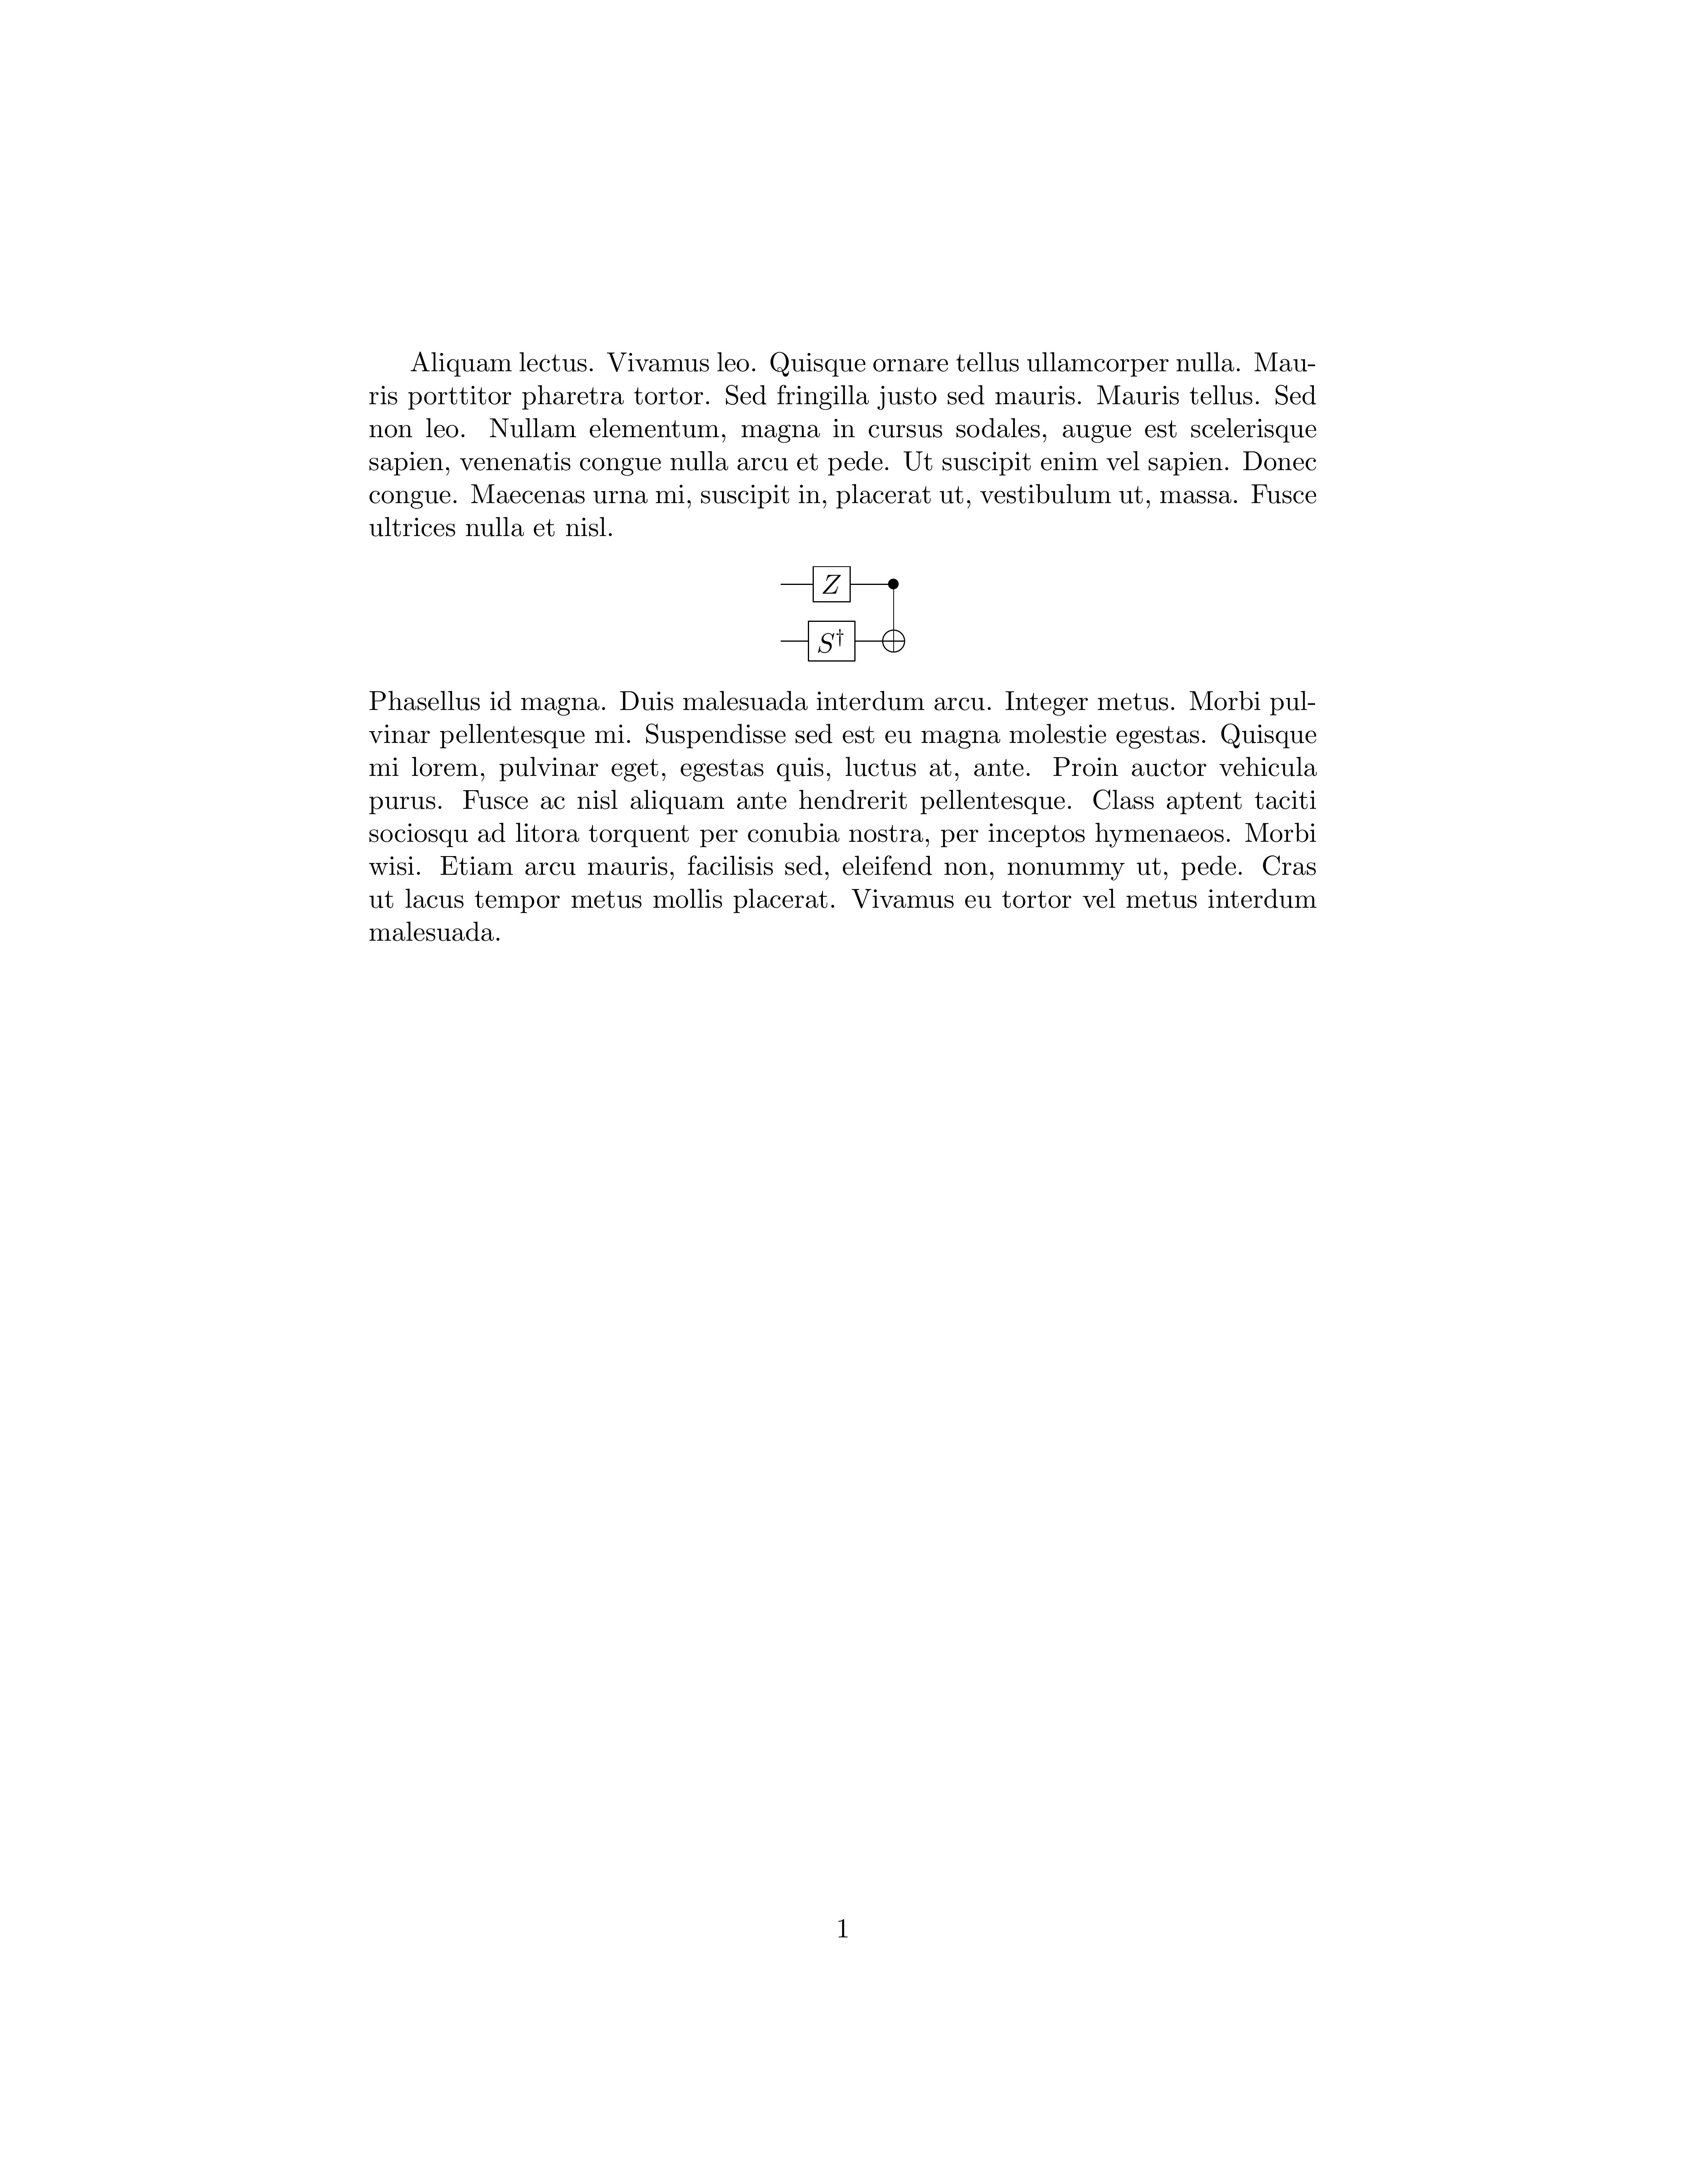 Aliquam lectus. Vivamus leo. Quisque ornare tellus ullamcorper nulla. Mau-
ris porttitor pharetra tortor. Sed fringilla justo sed mauris. Mauris tellus. Sed
non leo. Nullam elementum, magna in cursus sodales, augue est scelerisque
sapien, venenatis congue nulla arcu et pede. Ut suscipit enim vel sapien. Donec
congue. Maecenas urna mi, suscipit in, placerat ut, vestibulum ut, massa. Fusce
ultrices nulla et nisl.
Z
S†
Phasellus id magna. Duis malesuada interdum arcu. Integer metus. Morbi pul-
vinar pellentesque mi. Suspendisse sed est eu magna molestie egestas. Quisque
mi lorem, pulvinar eget, egestas quis, luctus at, ante. Proin auctor vehicula
purus. Fusce ac nisl aliquam ante hendrerit pellentesque. Class aptent taciti
sociosqu ad litora torquent per conubia nostra, per inceptos hymenaeos. Morbi
wisi. Etiam arcu mauris, facilisis sed, eleifend non, nonummy ut, pede. Cras
ut lacus tempor metus mollis placerat. Vivamus eu tortor vel metus interdum
malesuada.
1